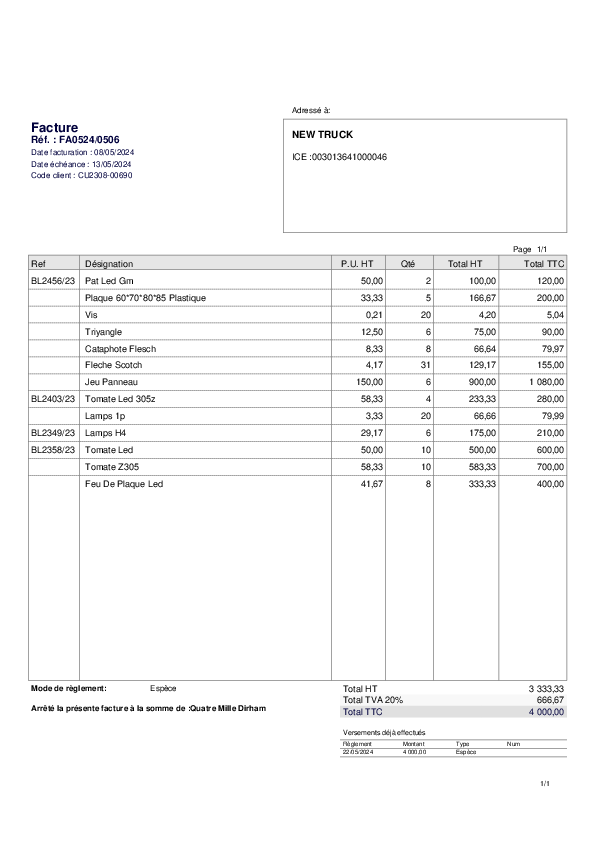 Adressé à:
Facture
Réf. : FA0524/0506
Date facturation : 08/05/2024
Date échéance : 13/05/2024
Code client : CU2308-00690
NEW TRUCK
ICE :003013641000046
Page 1/1
Ref Désignation P.U. HT Qté Total HT Total TTC
BL2456/23 Pat Led Gm 50,00 2 100,00 120,00
Plaque 60*70*80*85 Plastique 33,33 5 166,67 200,00
Vis 0,21 20 4,20 5,04
Triyangle 12,50 6 75,00 90,00
Cataphote Flesch 8,33 8 66,64 79,97
Fleche Scotch 4,17 31 129,17 155,00
Jeu Panneau 150,00 6 900,00 1 080,00
BL2403/23 Tomate Led 305z 58,33 4 233,33 280,00
Lamps 1p 3,33 20 66,66 79,99
BL2349/23 Lamps H4 29,17 6 175,00 210,00
BL2358/23 Tomate Led 50,00 10 500,00 600,00
Tomate Z305 58,33 10 583,33 700,00
Feu De Plaque Led 41,67 8 333,33 400,00
Mode de règlement: Espèce
Arrêté la présente facture à la somme de :Quatre Mille Dirham
Total HT 3 333,33
Total TVA 20% 666,67
Total TTC 4 000,00
Versements déjà effectués
Règlement Montant Type Num
22/05/2024 4 000,00 Espèce
1/1